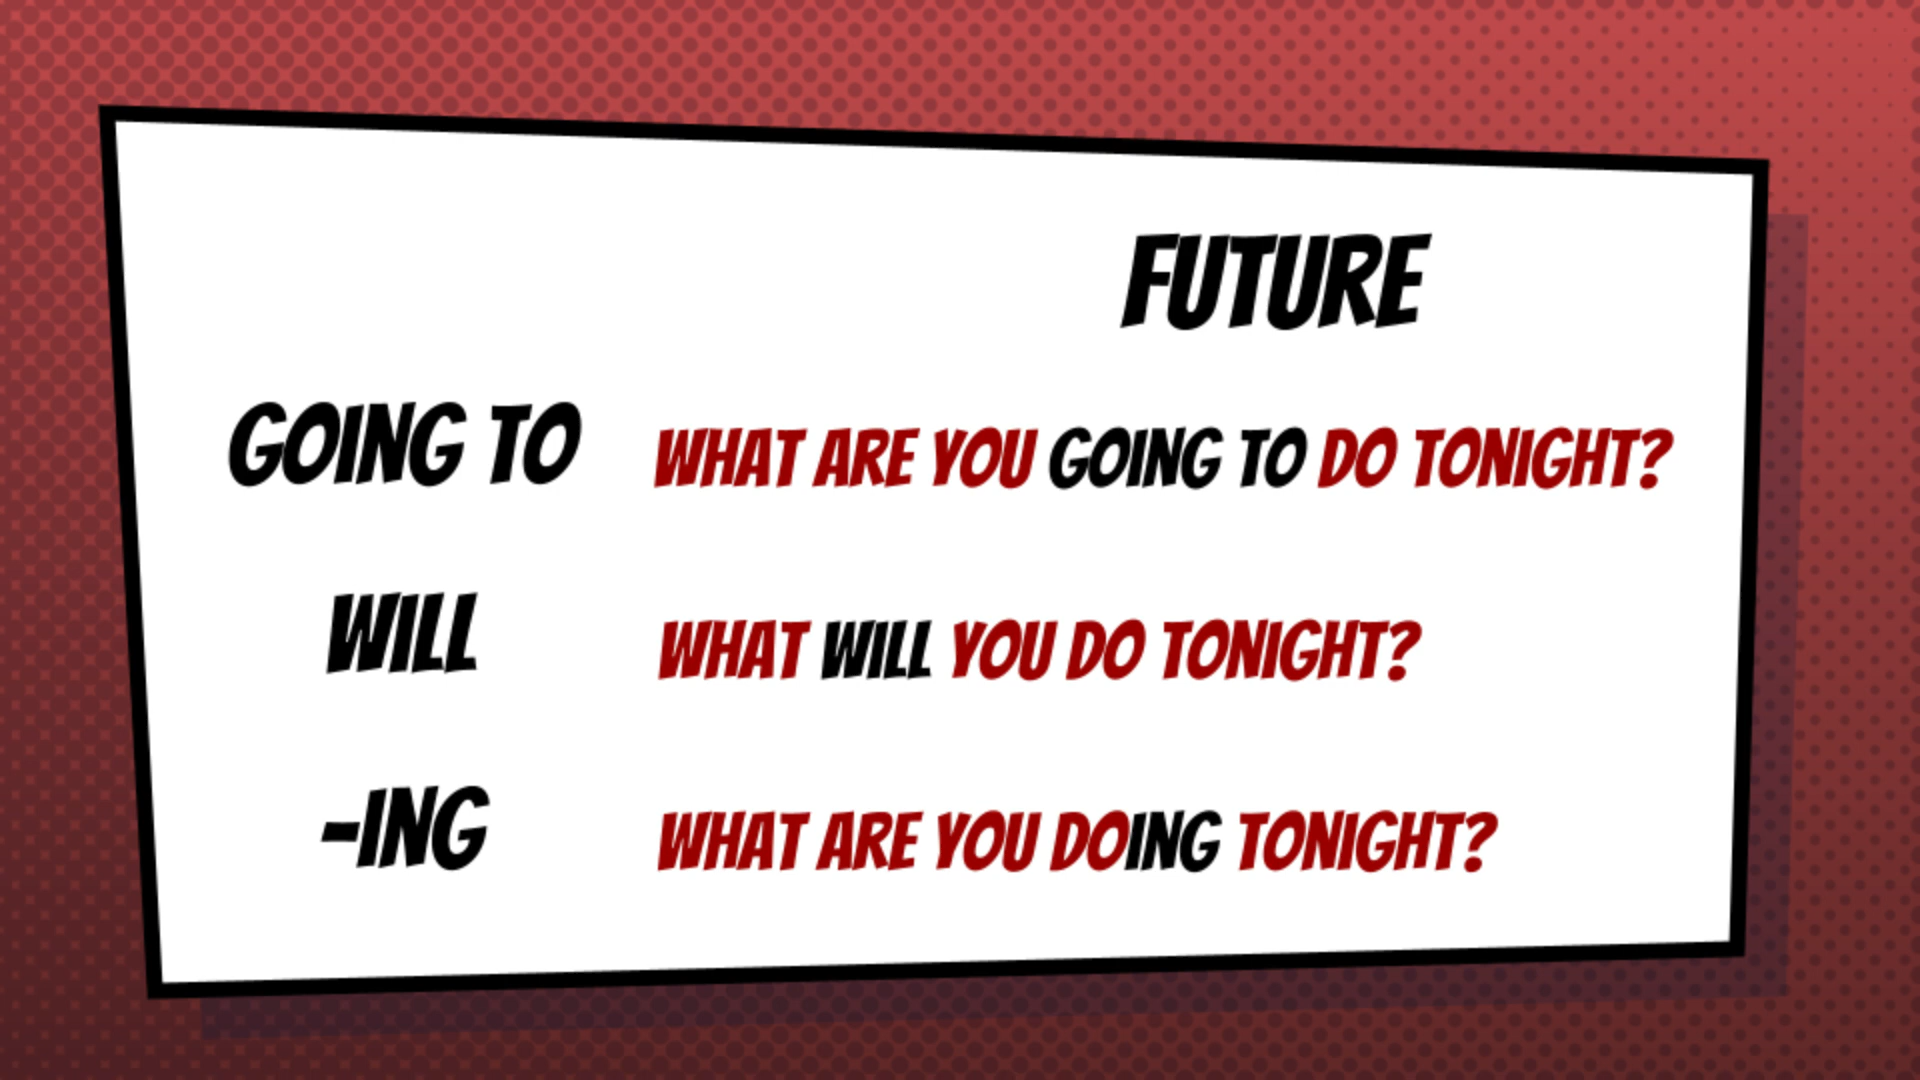 FUTURE
GOING TO WHAT ARE YOU GOING TO DO TONIGHT?
WILL WHAT WILL YOU DO TONIGHT?
-ING WHAT ARE YOU DOING TONIGHT?